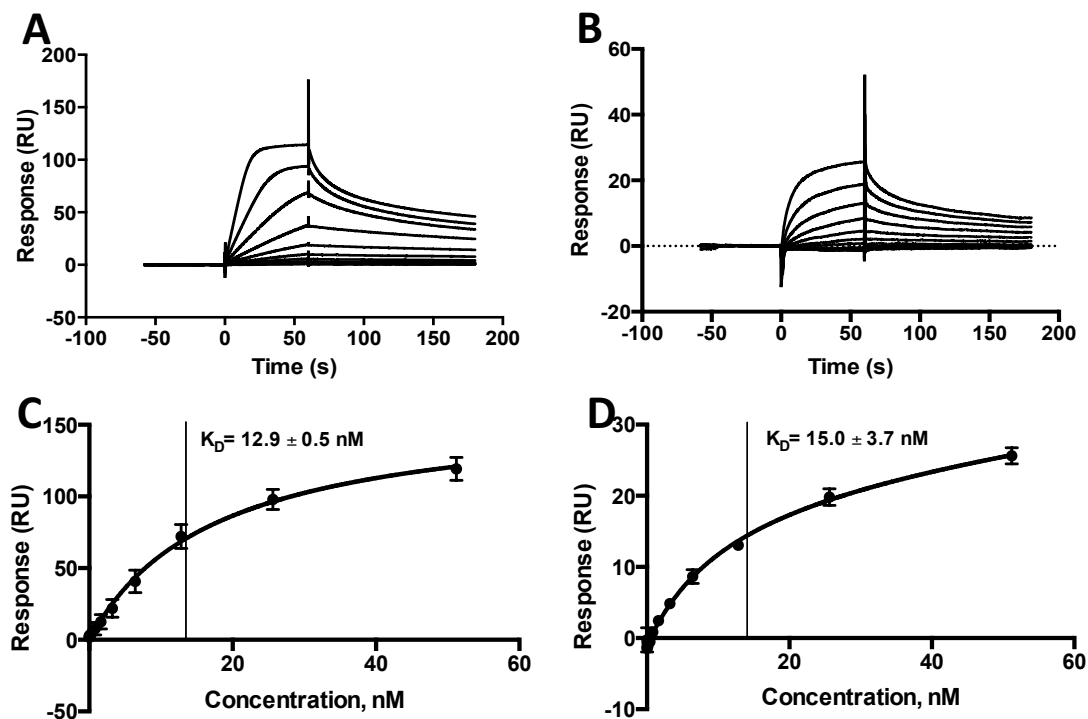 A
200
150
100
50
0
-50
-100
-50
0
50
100
150
200
Response (RU)
Time (s)
B
60
40
20
0
-20
-100
-50
0
50
100
150
200
Response (RU)
Time (s)
C
150
100
50
0
-50
20
40
60
Response (RU)
Concentration, nM
K_D= 12.9 ± 0.5 nM
D
30
20
10
0
-10
20
40
60
Response (RU)
Concentration, nM
K_D= 15.0 ± 3.7 nM